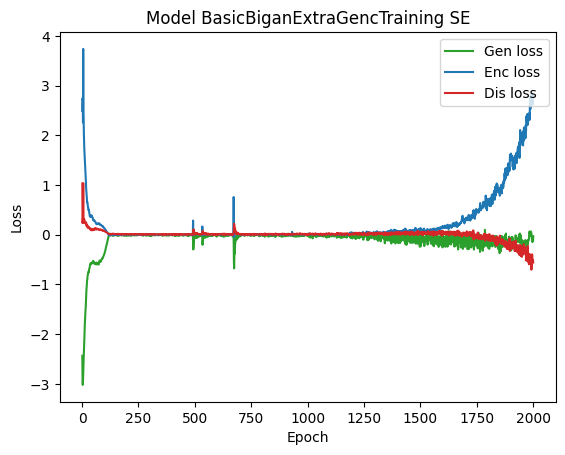 Model BasicBiganExtraGencTraining SE
Gen loss
Enc loss
Dis loss
4
3
2
1
0
−1
−2
−3
Loss
0
250
500
750
1000
1250
1500
1750
2000
Epoch